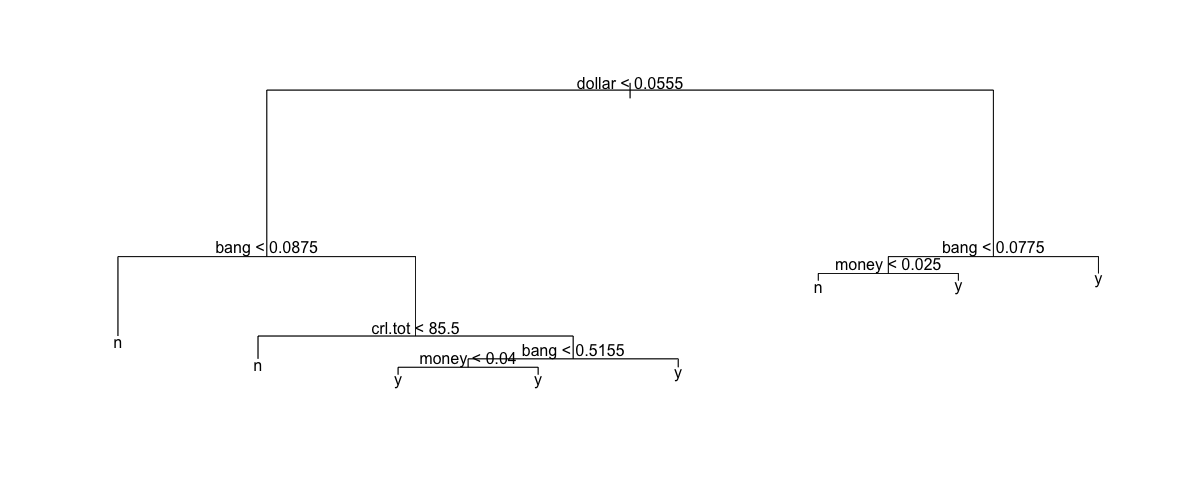 dollar < 0.0555
bang < 0.0875
bang < 0.0775
money < 0.025
n
y
y
crl.tot < 85.5
n
bang < 0.5155
money < 0.04
n
y
y
y